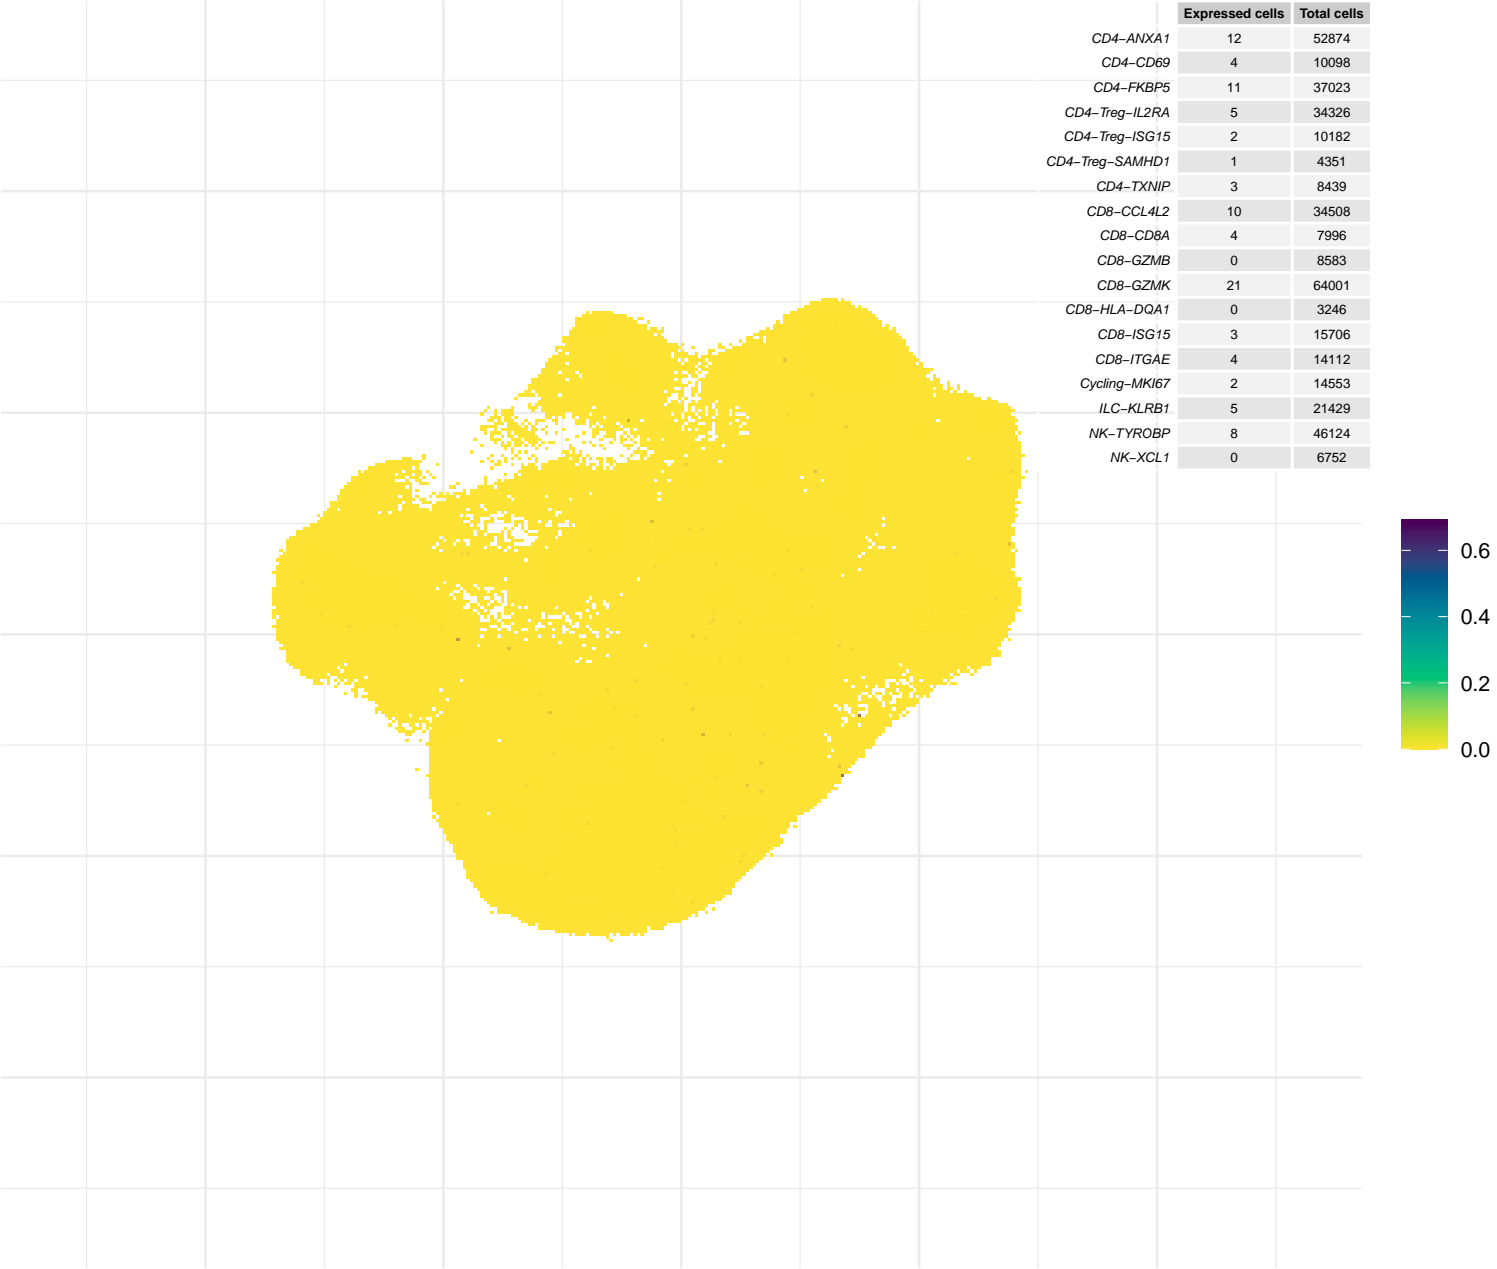 Expressed cells Total cells
CD4−ANXA1 12 52874
CD4−CD69 4 10098
CD4−FKBP5 11 37023
CD4−Treg−IL2RA 5 34326
CD4−Treg−ISG15 2 10182
CD4−Treg−SAMHD1 1 4351
CD4−TXNIP 3 8439
CD8−CCL4L2 10 34508
CD8−CD8A 4 7996
CD8−GZMB 0 8583
CD8−GZMK 21 64001
CD8−HLA−DQA1 0 3246
CD8−ISG15 3 15706
CD8−ITGAE 4 14112
Cycling−MKI67 2 14553
ILC−KLRB1 5 21429
NK−TYROBP 8 46124
NK−XCL1 0 6752
0.6
0.4
0.2
0.0